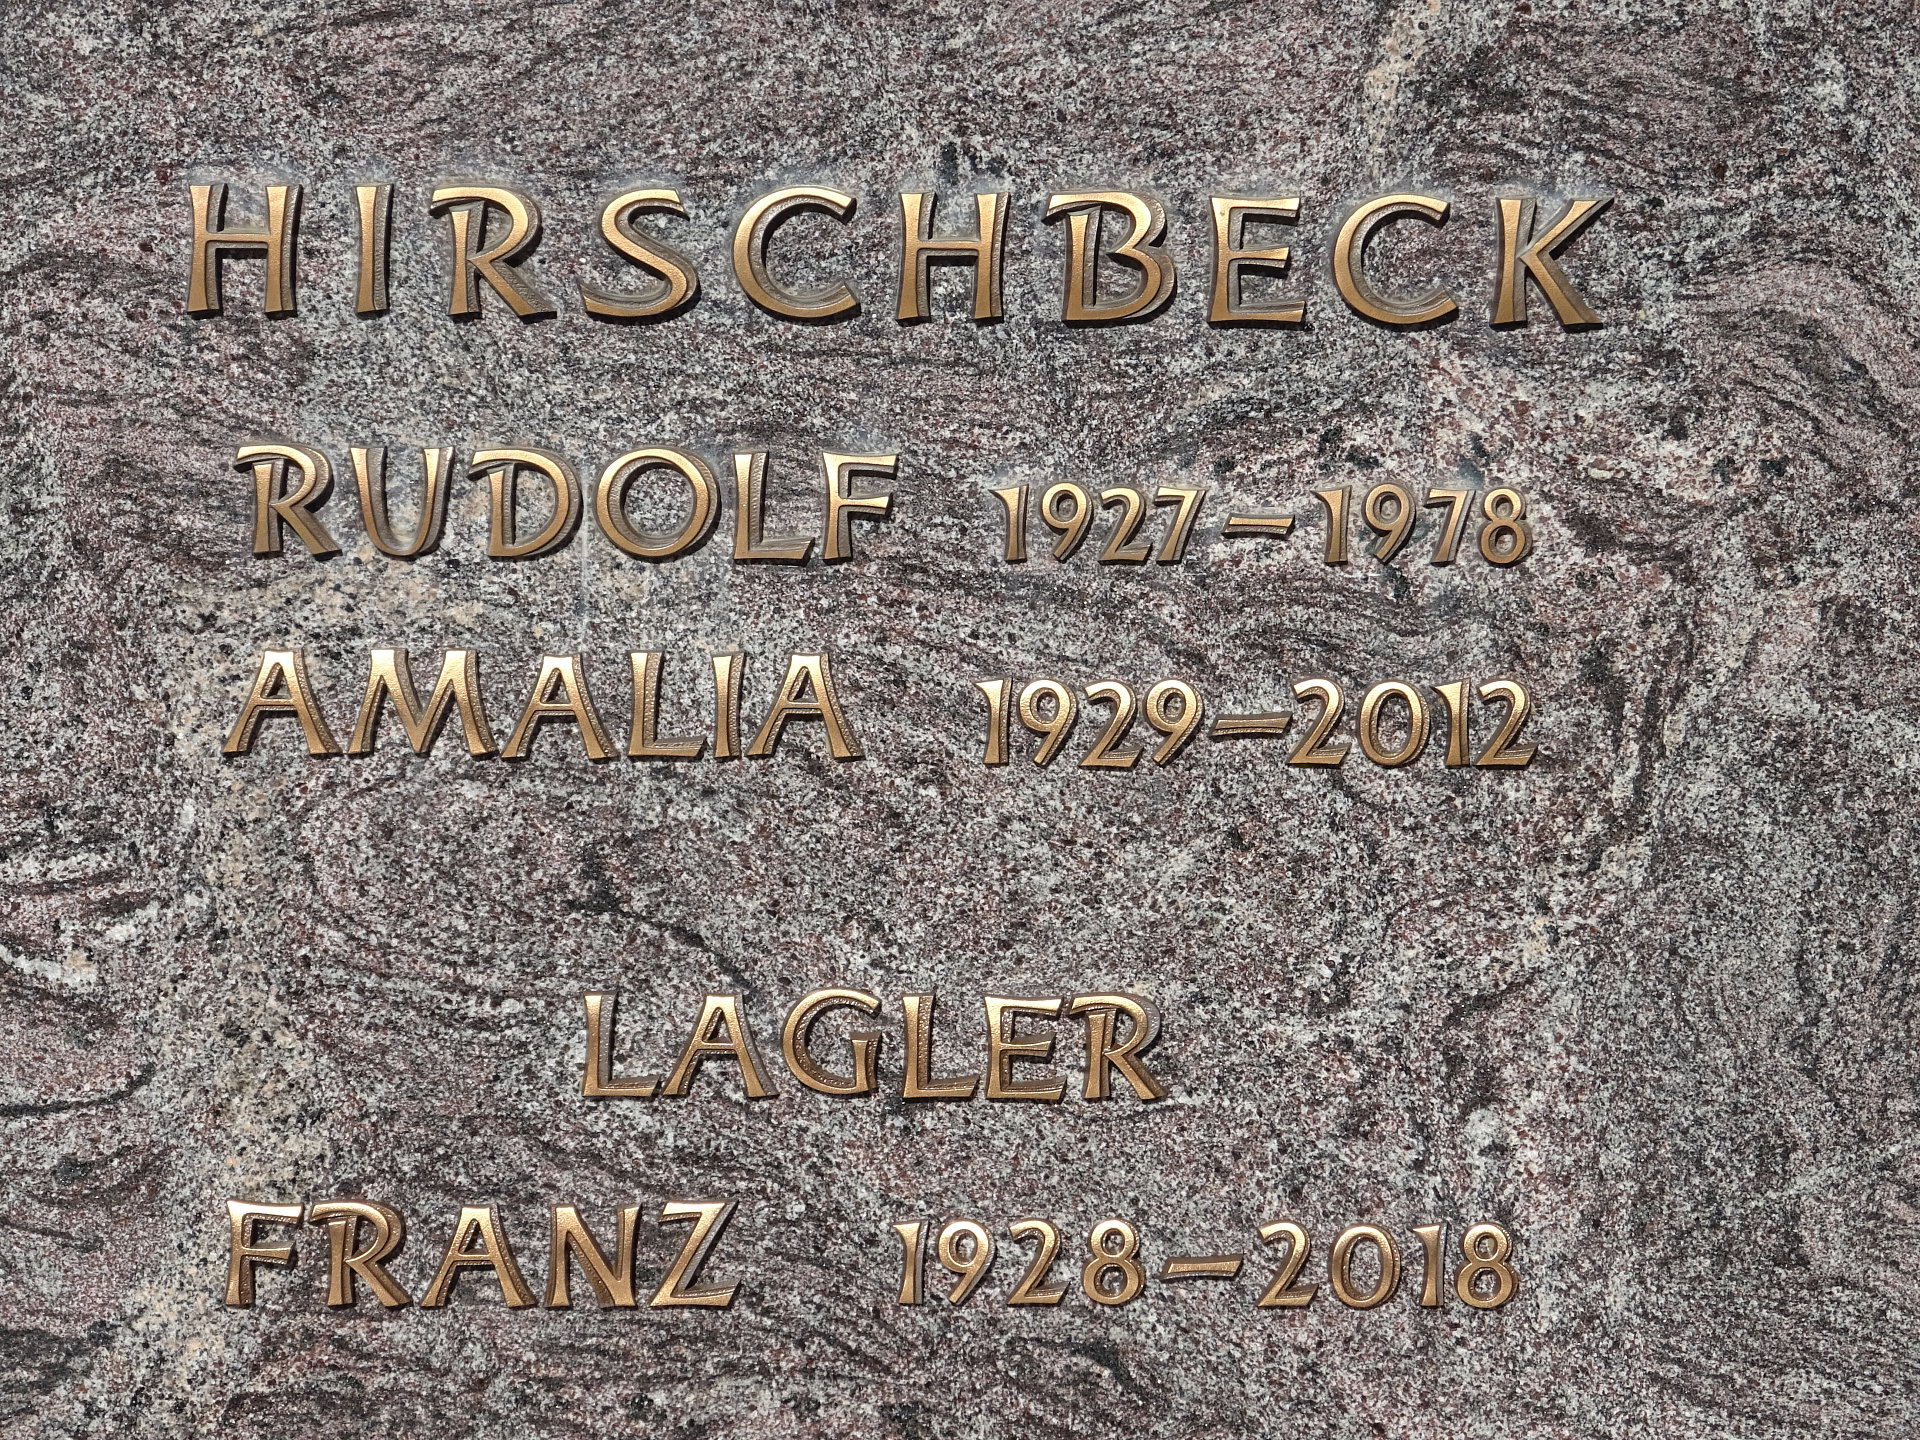 HIRSCHBECK
RUDOLF 1927–1978
AMALIA 1929–2012
LAGLER
FRANZ 1928–2018